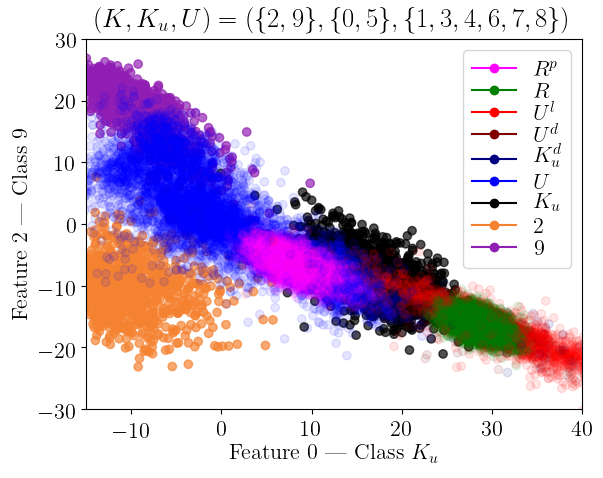 (K, K_u, U) = ({2, 9}, {0, 5}, {1, 3, 4, 6, 7, 8})
30
20
10
0
−10
−20
−30
Feature 2 — Class 9
R^p
R
U^l
U^d
K_u^d
U
K_u
2
9
−10
0
10
20
30
40
Feature 0 — Class K_u